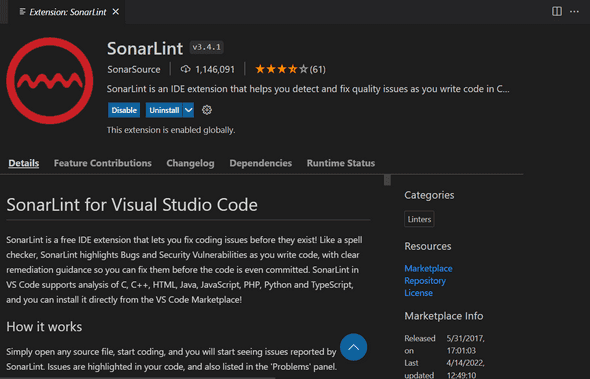 Extension: SonarLint
SonarLint v3.4.1
SonarSource 1,146,091 (61)
SonarLint is an IDE extension that helps you detect and fix quality issues as you write code in C...
Disable Uninstall
This extension is enabled globally.
Details Feature Contributions Changelog Dependencies Runtime Status
SonarLint for Visual Studio Code
SonarLint is a free IDE extension that lets you fix coding issues before they exist! Like a spell
checker, SonarLint highlights Bugs and Security Vulnerabilities as you write code, with clear
remediation guidance so you can fix them before the code is even committed. SonarLint in
VS Code supports analysis of C, C++, HTML, Java, JavaScript, PHP, Python and TypeScript,
and you can install it directly from the VS Code Marketplace!
How it works
Simply open any source file, start coding, and you will start seeing issues reported by
SonarLint. Issues are highlighted in your code, and also listed in the 'Problems' panel.
Categories
Linters
Resources
Marketplace
Repository
License
Marketplace Info
Released 5/31/2017,
on 17:01:03
Last 4/14/2022,
updated 12:49:10